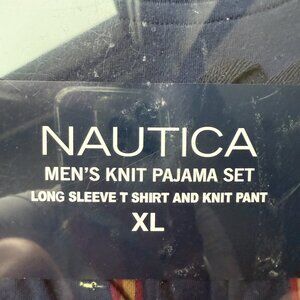 NAUTICA
MEN'S KNIT PAJAMA SET
LONG SLEEVE T SHIRT AND KNIT PANT
XL